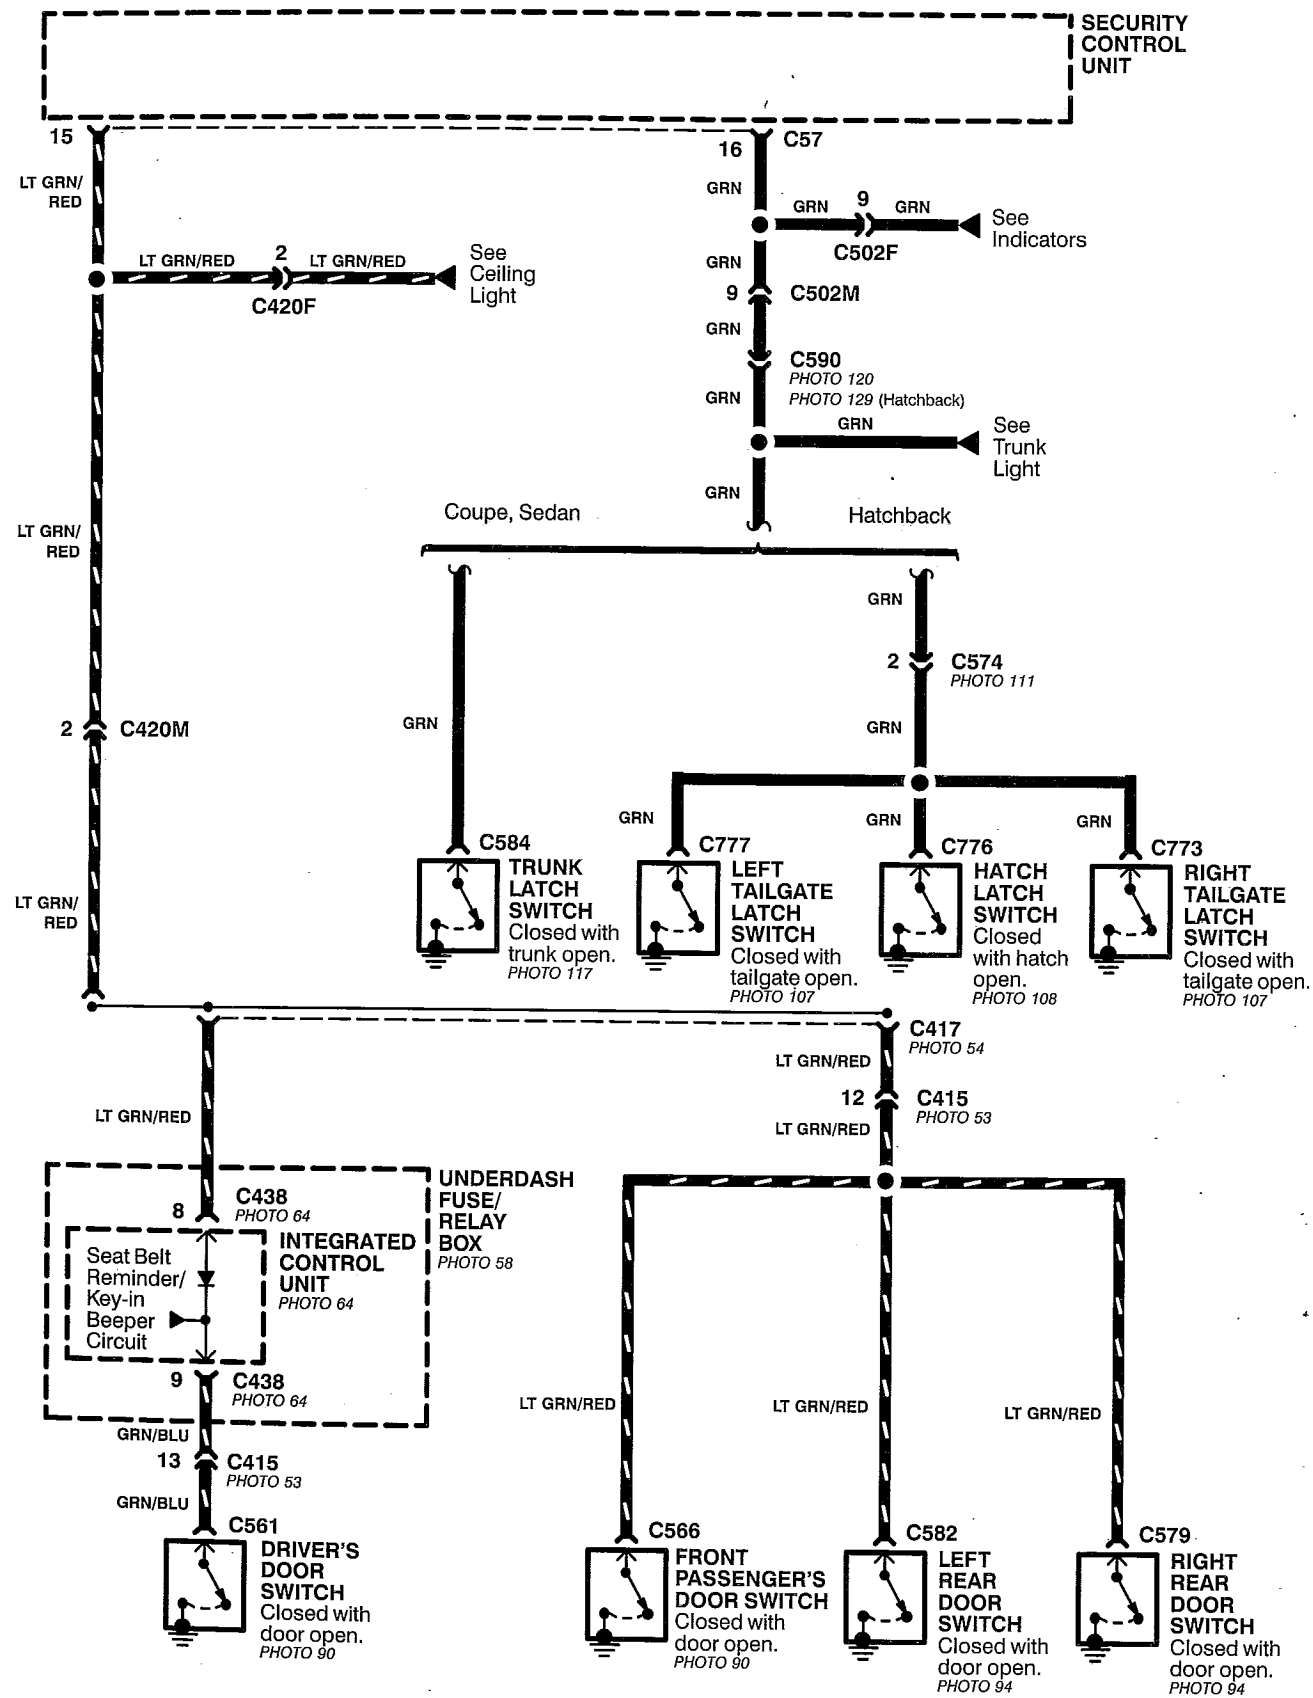 SECURITY
CONTROL
UNIT
15
C57
16
LT GRN/
RED
GRN
GRN
9
GRN
See
Indicators
C502F
LT GRN/RED
2
LT GRN/RED
See
Ceiling
Light
C420F
GRN
9
C502M
GRN
C590
PHOTO 120
PHOTO 129 (Hatchback)
GRN
GRN
See
Trunk
Light
GRN
Coupe, Sedan
Hatchback
LT GRN/
RED
GRN
2
C574
PHOTO 111
2
C420M
GRN
GRN
GRN
GRN
GRN
C584
TRUNK
LATCH
SWITCH
Closed with
trunk open.
PHOTO 117
C777
LEFT
TAILGATE
LATCH
SWITCH
Closed with
tailgate open.
PHOTO 107
C776
HATCH
LATCH
SWITCH
Closed
with hatch
open.
PHOTO 108
C773
RIGHT
TAILGATE
LATCH
SWITCH
Closed with
tailgate open.
PHOTO 107
LT GRN/
RED
C417
PHOTO 54
LT GRN/RED
12
C415
PHOTO 53
LT GRN/RED
LT GRN/RED
UNDERDASH
FUSE/
RELAY
BOX
PHOTO 58
8
C438
PHOTO 64
INTEGRATED
CONTROL
UNIT
PHOTO 64
Seat Belt
Reminder/
Key-in
Beeper
Circuit
9
C438
PHOTO 64
GRN/BLU
13
C415
PHOTO 53
GRN/BLU
LT GRN/RED
LT GRN/RED
LT GRN/RED
C561
DRIVER'S
DOOR
SWITCH
Closed with
door open.
PHOTO 90
C566
FRONT
PASSENGER'S
DOOR SWITCH
Closed with
door open.
PHOTO 90
C582
LEFT
REAR
DOOR
SWITCH
Closed with
door open.
PHOTO 94
C579
RIGHT
REAR
DOOR
SWITCH
Closed with
door open.
PHOTO 94